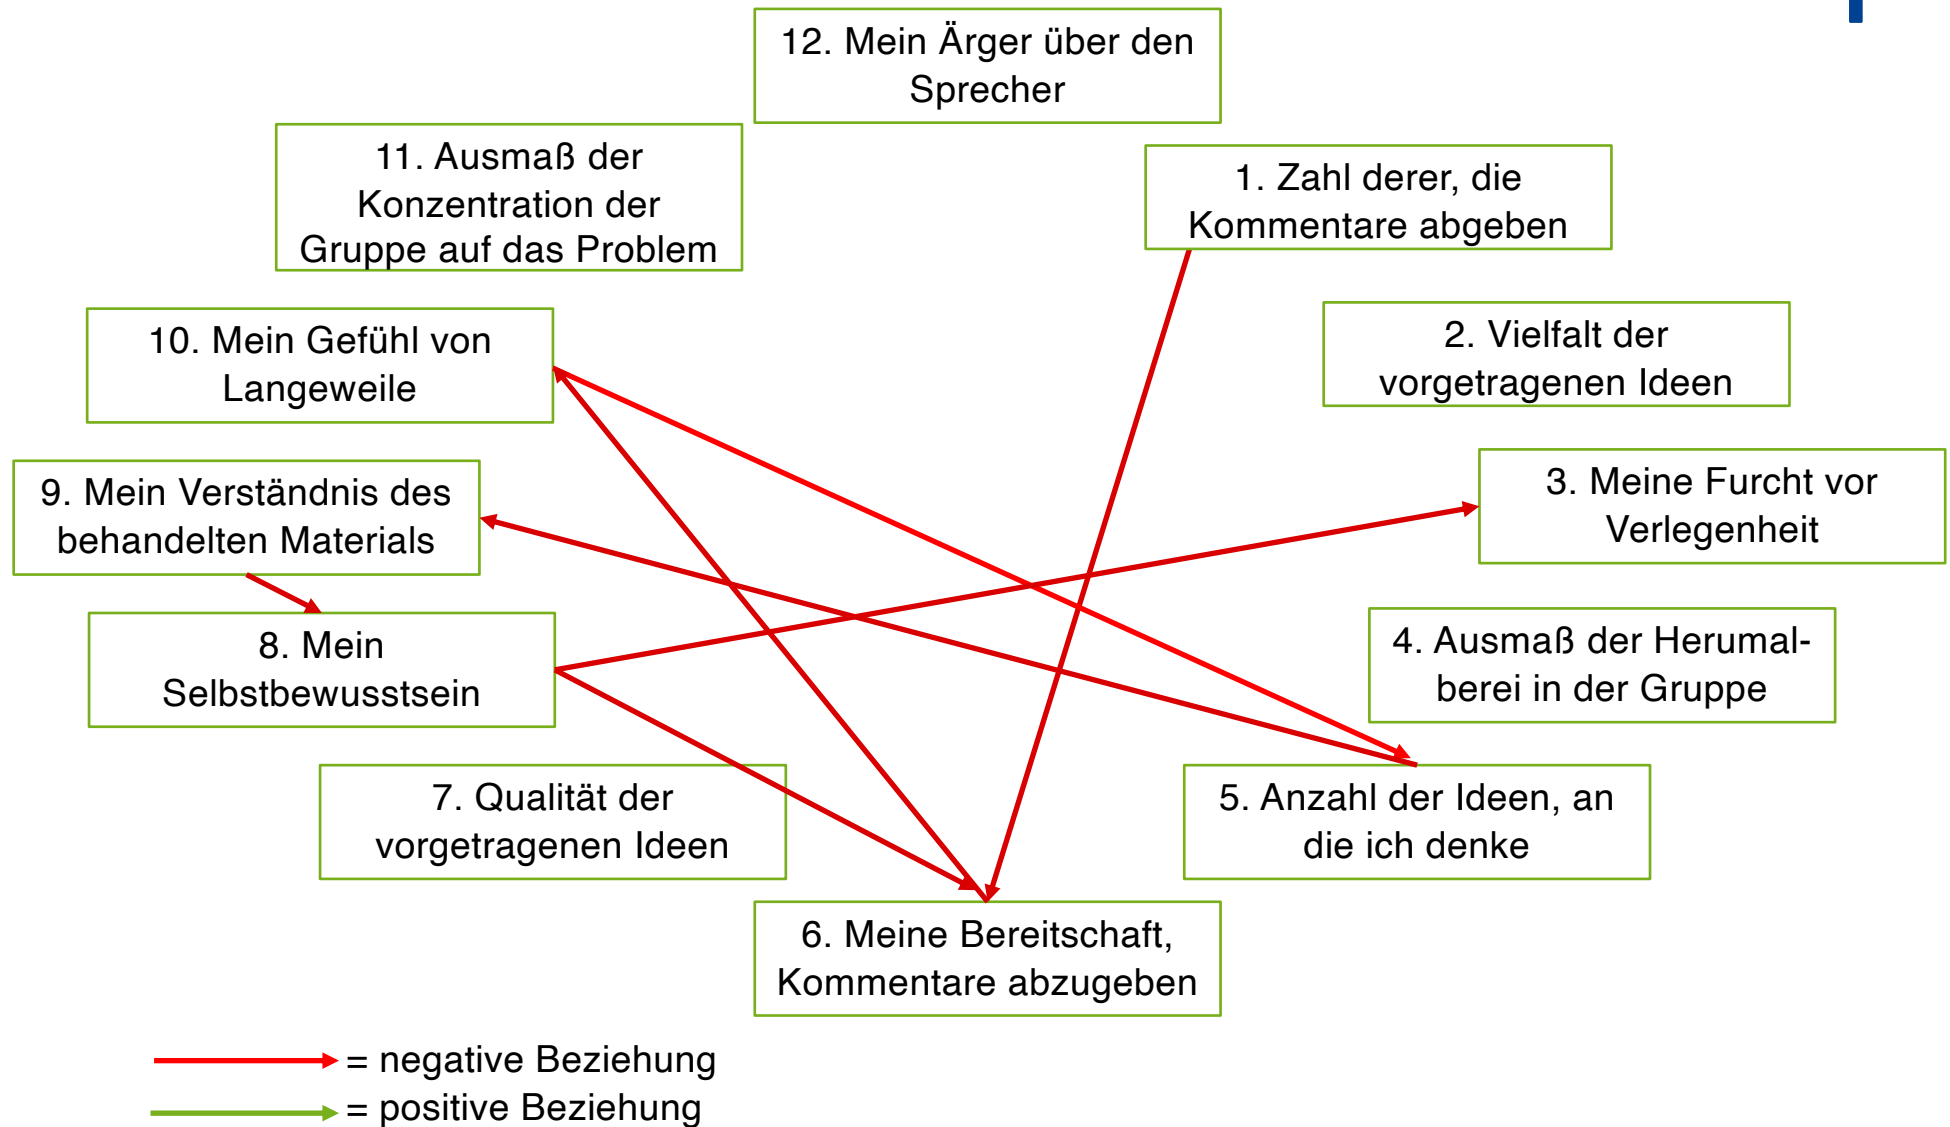 12. Mein Ärger über den
Sprecher
11. Ausmaß der
Konzentration der
Gruppe auf das Problem
1. Zahl derer, die
Kommentare abgeben
10. Mein Gefühl von
Langeweile
2. Vielfalt der
vorgetragenen Ideen
9. Mein Verständnis des
behandelten Materials
3. Meine Furcht vor
Verlegenheit
8. Mein
Selbstbewusstsein
4. Ausmaß der Herumal-
berei in der Gruppe
7. Qualität der
vorgetragenen Ideen
5. Anzahl der Ideen, an
die ich denke
6. Meine Bereitschaft,
Kommentare abzugeben
= negative Beziehung
= positive Beziehung